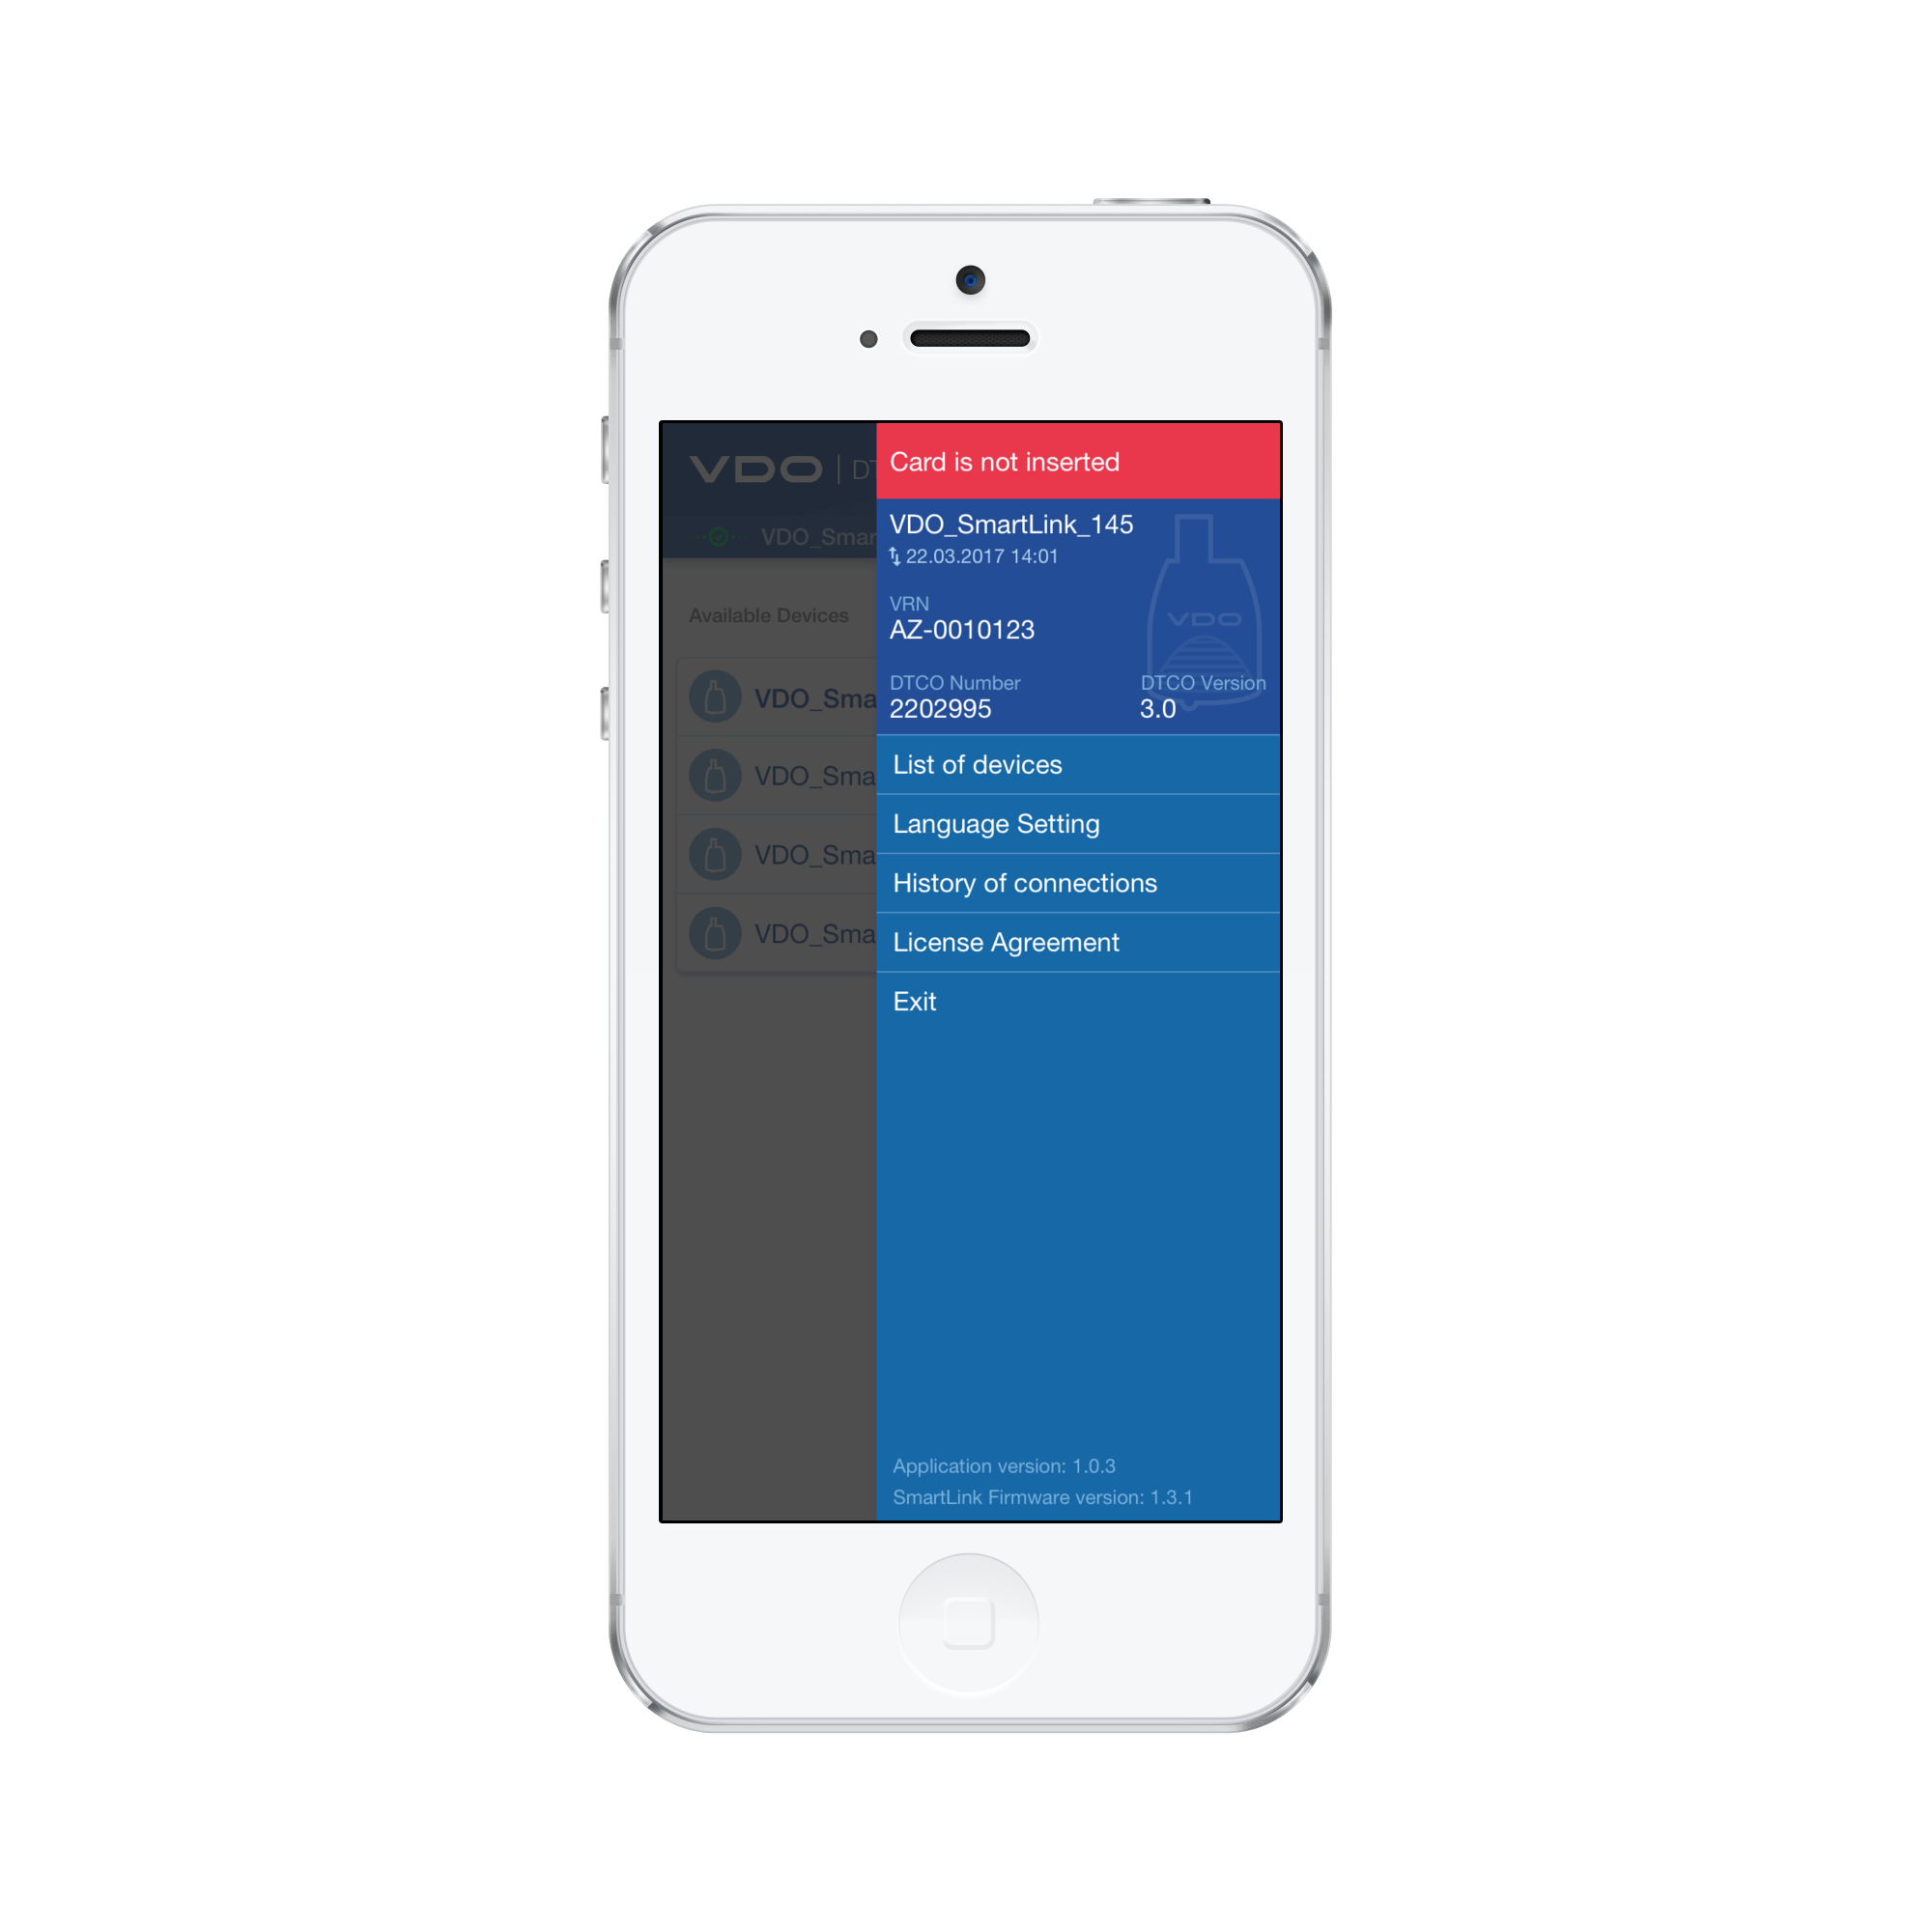 VDO | DT
VDO_Smar
Available Devices
VDO_Sma
VDO_Sma
VDO_Sma
VDO_Sma
Card is not inserted
VDO_SmartLink_145
22.03.2017 14:01
VDO
VRN
AZ-0010123
DTCO Number
2202995
DTCO Version
3.0
List of devices
Language Setting
History of connections
License Agreement
Exit
Application version: 1.0.3
SmartLink Firmware version: 1.3.1